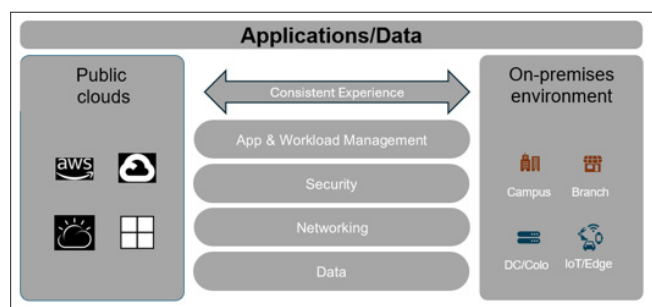 Applications/Data
Public
clouds
aws
Consistent Experience
App & Workload Management
Security
Networking
Data
On-premises
environment
Campus Branch
DC/Colo IoT/Edge